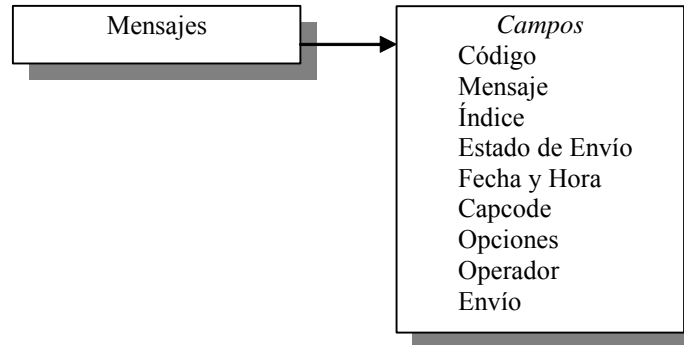 Mensajes
Campos
Código
Mensaje
Índice
Estado de Envío
Fecha y Hora
Capcode
Opciones
Operador
Envío